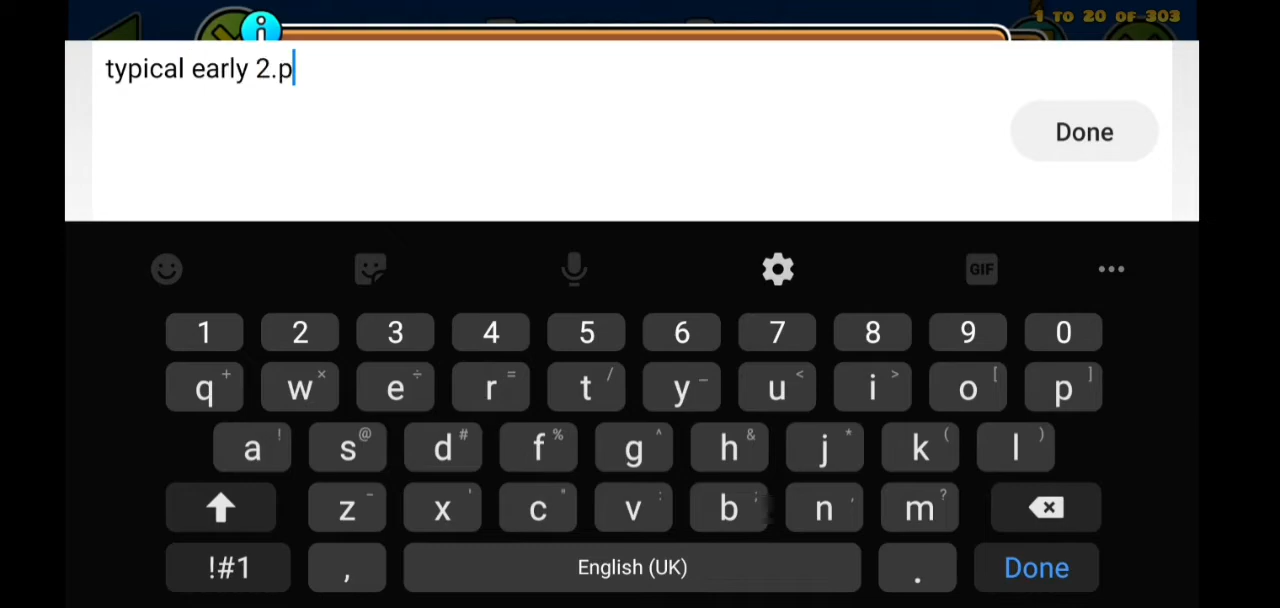 1 TO 20 OF 303
i
typical early 2.p
Done
GIF
1 2 3 4 5 6 7 8 9 0
q + w × e ÷ r = t / y _ u < i > o [ p ]
a ! s @ d # f % g ^ h & j * k ( l )
z - x ' c " v : b ; n , m ?
!#1 , English (UK) . Done